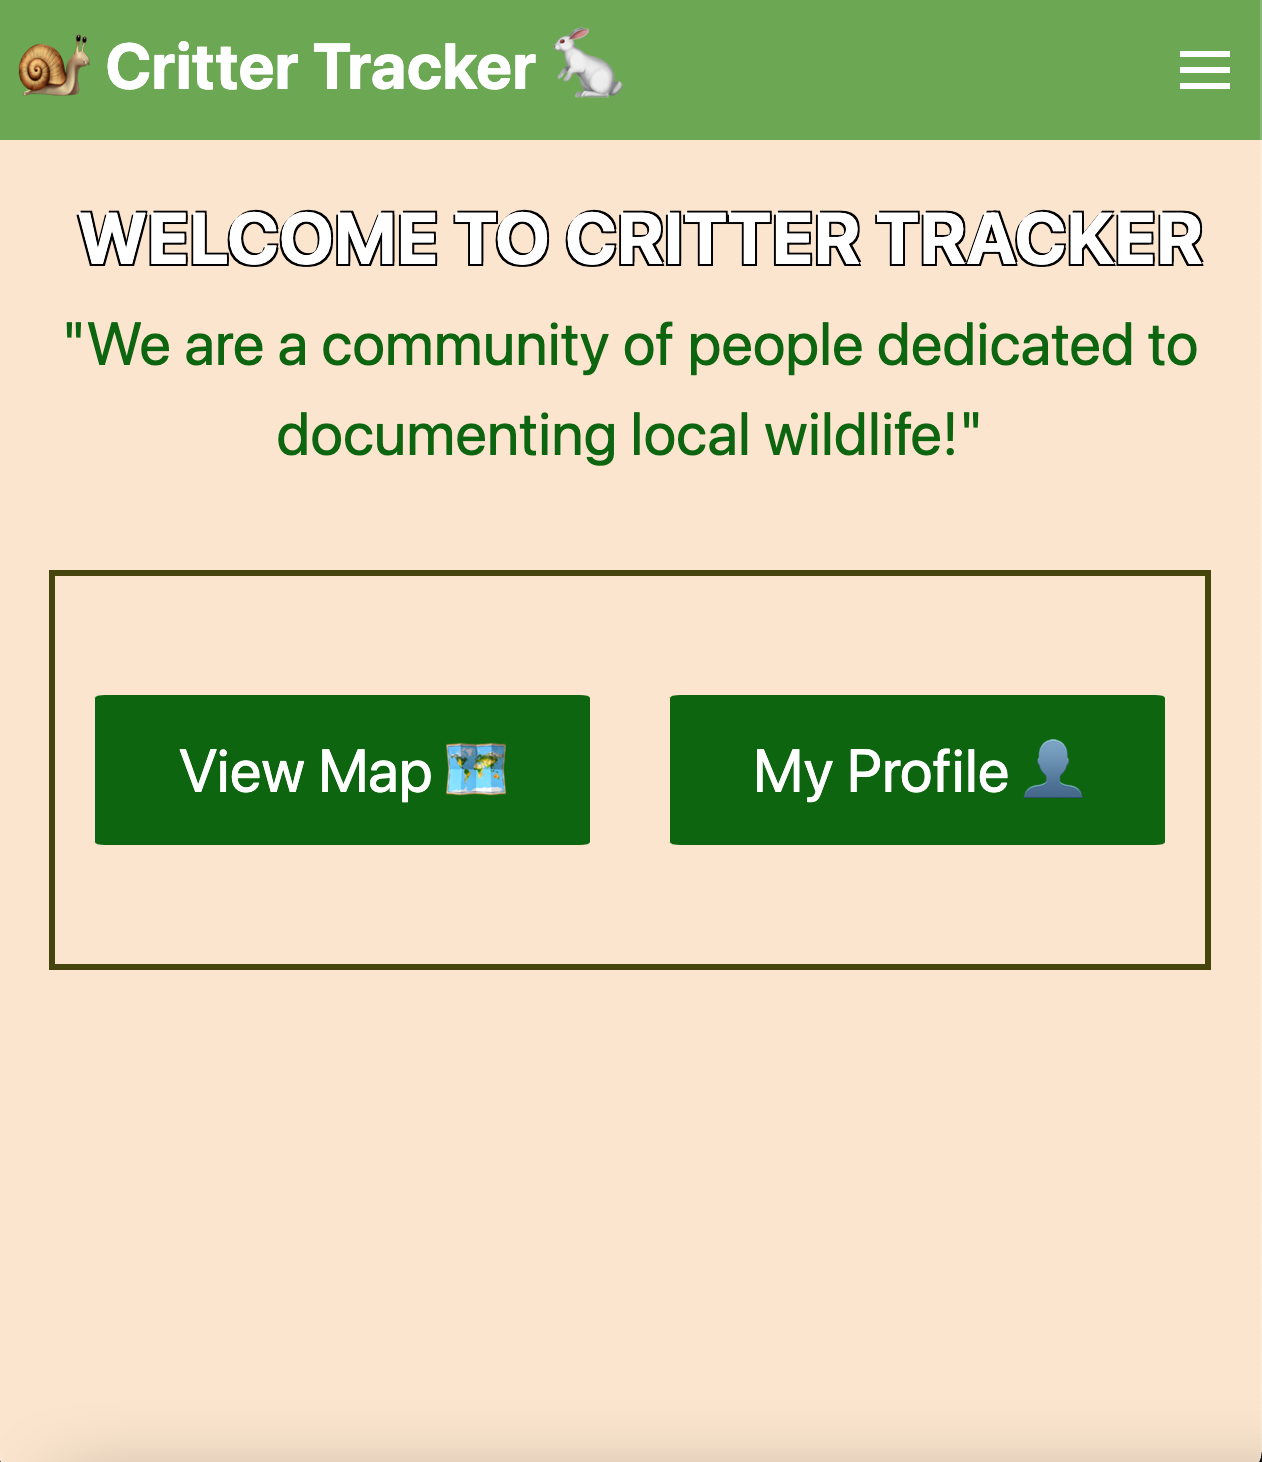 🐌 Critter Tracker 🐇
WELCOME TO CRITTER TRACKER
"We are a community of people dedicated to
documenting local wildlife!"
View Map 🗺️
My Profile 👤